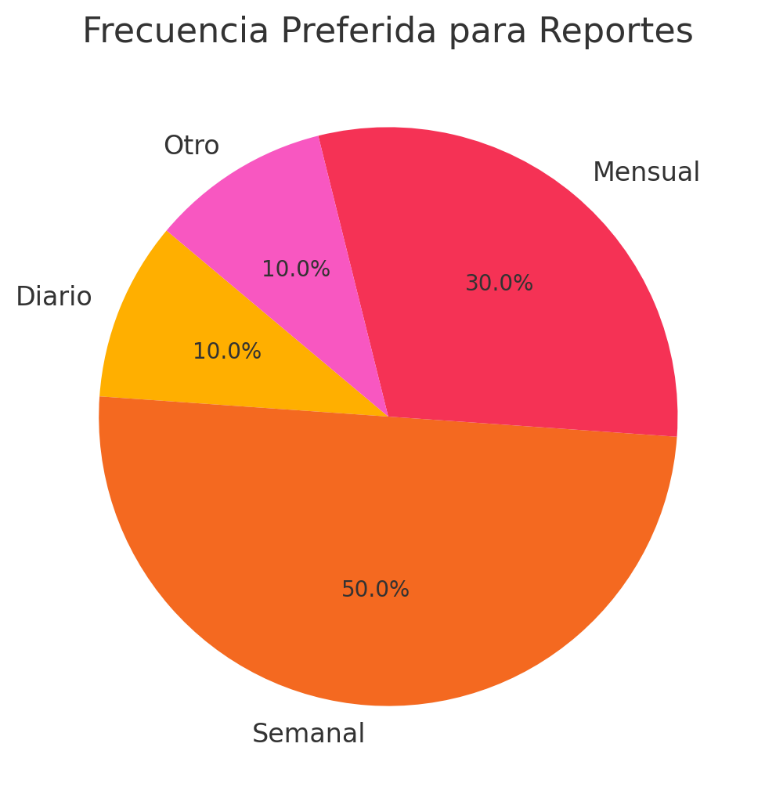 Frecuencia Preferida para Reportes
Otro
Mensual
10.0%
30.0%
Diario
10.0%
50.0%
Semanal